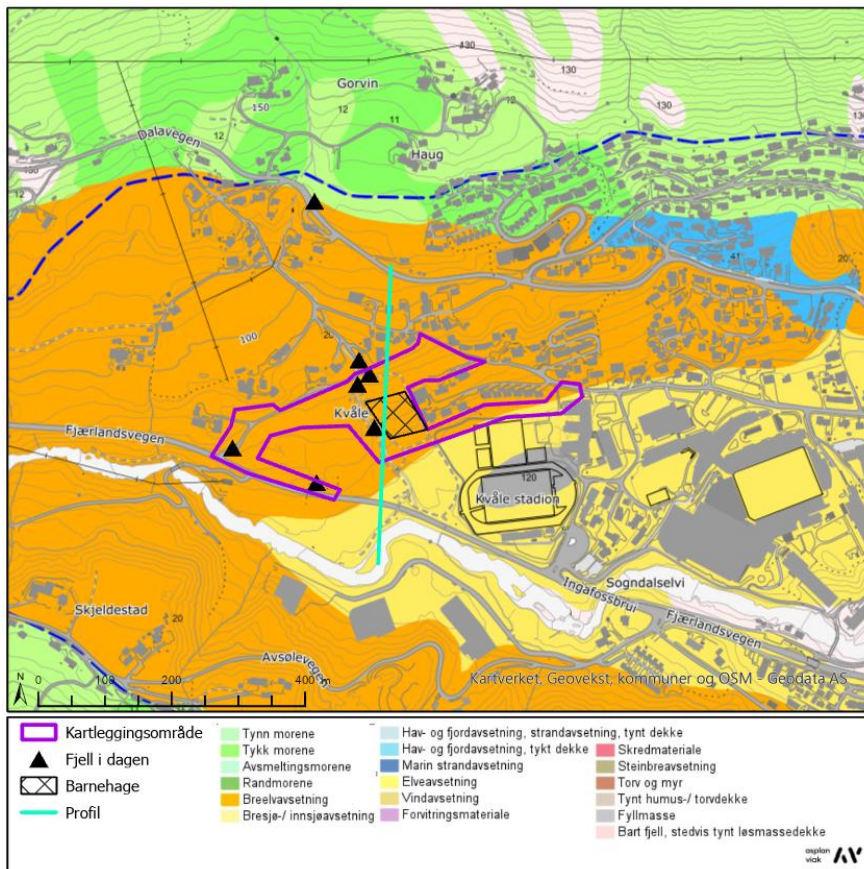 Gorvin
130
130
150
12
11
12
12
Dalavegen
Haug
130
130
130
12
41
20
100
20
Kvåle
Fjærlandsvegen
120
Kvåle stadion
Sogndalselvi
Ingafossbrui
Fjærlandsvegen
Skjeldestad
20
Avsølevegen
Kartverket, Geovekst, kommuner og OSM - Geodata AS
N
0 100 200 400 m
Kartleggingsområde
Fjell i dagen
Barnehage
Profil
Tynn morene
Tykk morene
Avsmeltingsmorene
Randmorene
Breelvavsetning
Bresjø-/ innsjøavsetning
Hav- og fjordavsetning, strandavsetning, tynt dekke
Hav- og fjordavsetning, tykt dekke
Marin strandavsetning
Elveavsetning
Vindavsetning
Forvitringsmateriale
Skredmateriale
Steinbreavsetning
Torv og myr
Tynt humus-/ torvdekke
Fyllmasse
Bart fjell, stedvis tynt løsmassedekke
asplan
viak